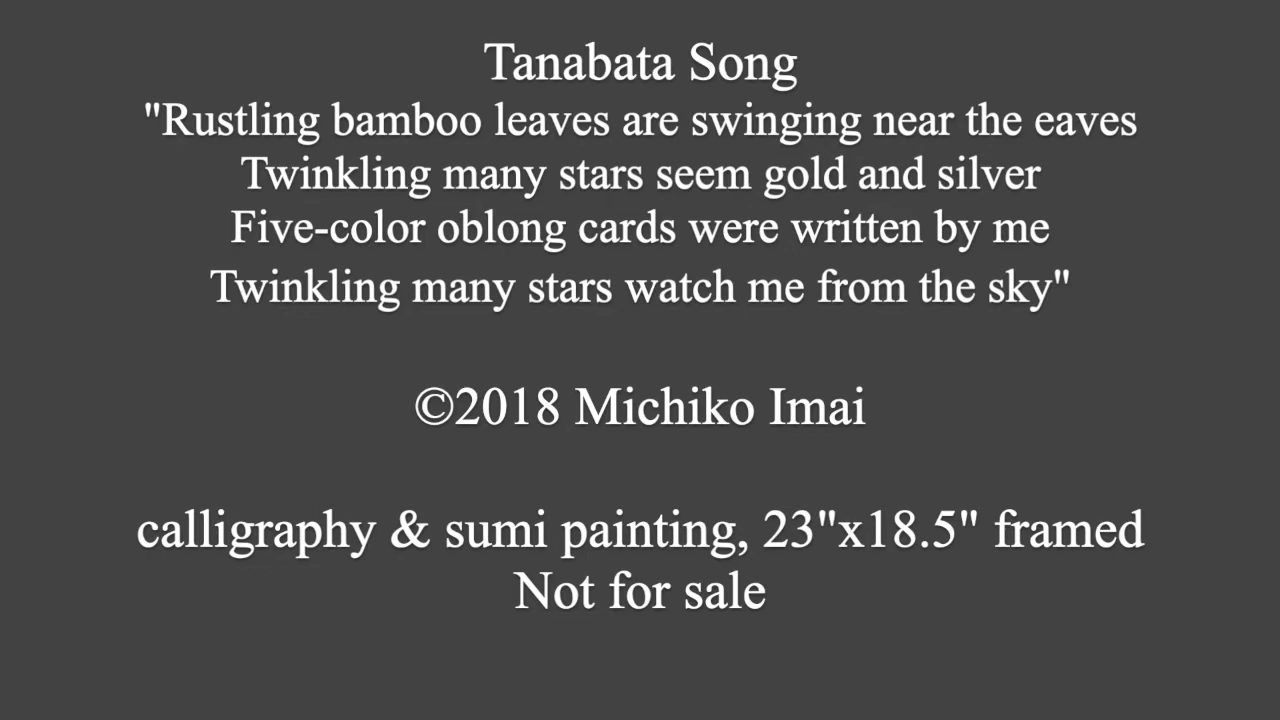 Tanabata Song
"Rustling bamboo leaves are swinging near the eaves
Twinkling many stars seem gold and silver
Five-color oblong cards were written by me
Twinkling many stars watch me from the sky"
©2018 Michiko Imai
calligraphy & sumi painting, 23"x18.5" framed
Not for sale